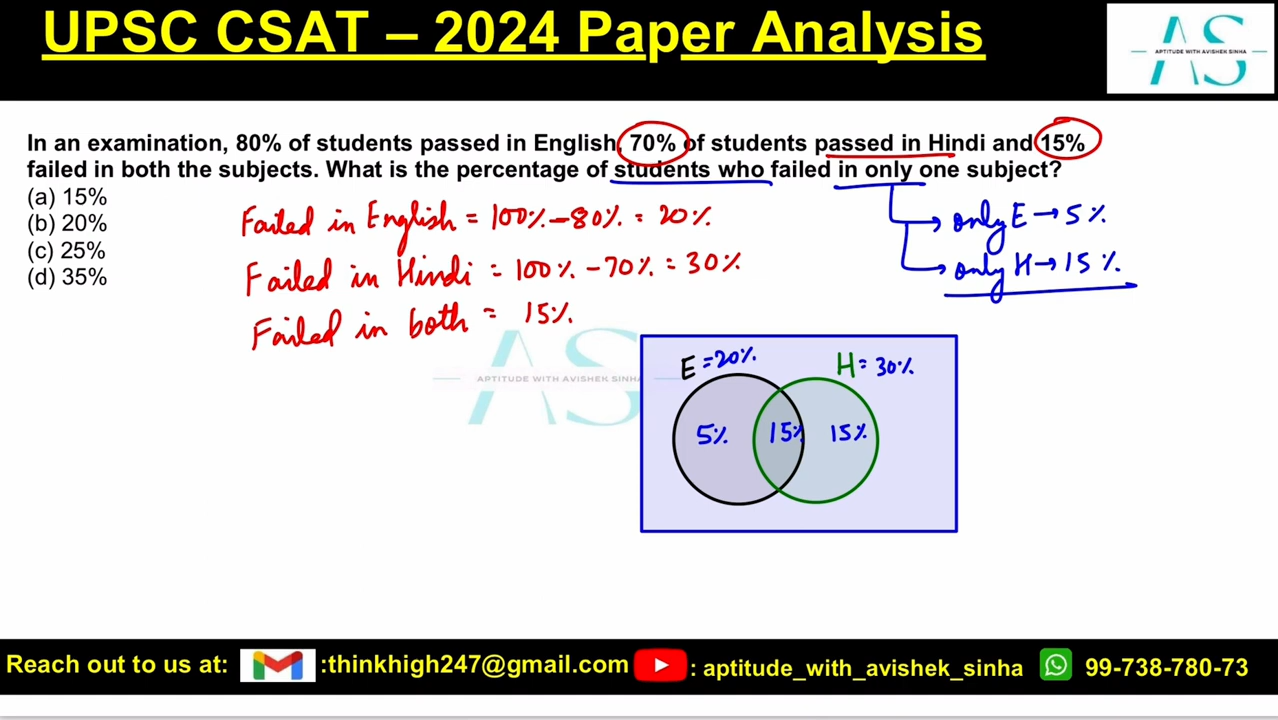 UPSC CSAT – 2024 Paper Analysis
AS
APTITUDE WITH AVISHEK SINHA
In an examination, 80% of students passed in English, 70% of students passed in Hindi and 15%
failed in both the subjects. What is the percentage of students who failed in only one subject?
(a) 15%
(b) 20%
(c) 25%
(d) 35%
Failed in English = 100% - 80% = 20%
Failed in Hindi = 100% - 70% = 30%
Failed in both = 15%
only E → 5%
only H → 15%
APTITUDE WITH AVISHEK SINHA
AS
E = 20%
H = 30%
5% 15% 15%
Reach out to us at: :thinkhigh247@gmail.com : aptitude_with_avishek_sinha 99-738-780-73